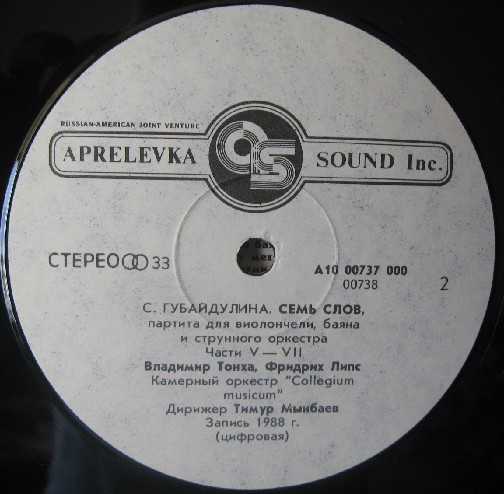 RUSSIAN-AMERICAN JOINT VENTURE
APRELEVKA SOUND Inc.
СТЕРЕО 33
А10 00737 000
00738
2
С. ГУБАЙДУЛИНА. СЕМЬ СЛОВ,
партита для виолончели, баяна
и струнного оркестра
Части V — VII
Владимир Тонха, Фридрих Липс
Камерный оркестр "Collegium
musicum"
Дирижер Тимур Мынбаев
Запись 1988 г.
(цифровая)